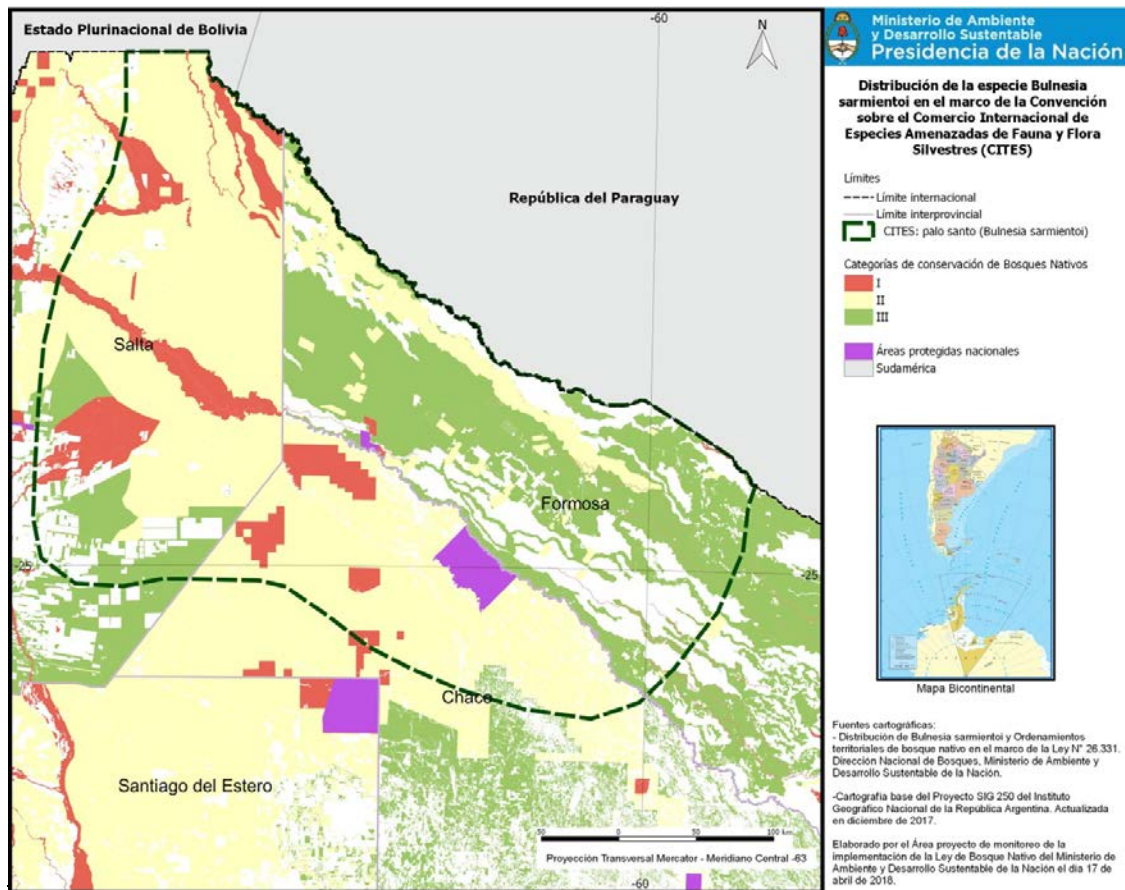 Estado Plurinacional de Bolivia
-60
N
República del Paraguay
Salta
Formosa
-25
-25
Chaco
Santiago del Estero
50 0 50 100 km
Proyección Transversal Mercator - Meridiano Central -63
-60
Ministerio de Ambiente
y Desarrollo Sustentable
Presidencia de la Nación
Distribución de la especie Bulnesia
sarmientoi en el marco de la Convención
sobre el Comercio Internacional de
Especies Amenazadas de Fauna y Flora
Silvestres (CITES)
Límites
Límite internacional
Límite interprovincial
CITES: palo santo (Bulnesia sarmientoi)
Categorías de conservación de Bosques Nativos
I
II
III
Áreas protegidas nacionales
Sudamérica
Mapa Bicontinental
Fuentes cartográficas:
- Distribución de Bulnesia sarmientoi y Ordenamientos
territoriales de bosque nativo en el marco de la Ley N° 26.331.
Dirección Nacional de Bosques, Ministerio de Ambiente y
Desarrollo Sustentable de la Nación.
-Cartografía base del Proyecto SIG 250 del Instituto
Geográfico Nacional de la República Argentina. Actualizada
en diciembre de 2017.
Elaborado por el Área proyecto de monitoreo de la
implementación de la Ley de Bosque Nativo del Ministerio de
Ambiente y Desarrollo Sustentable de la Nación el día 17 de
abril de 2018.